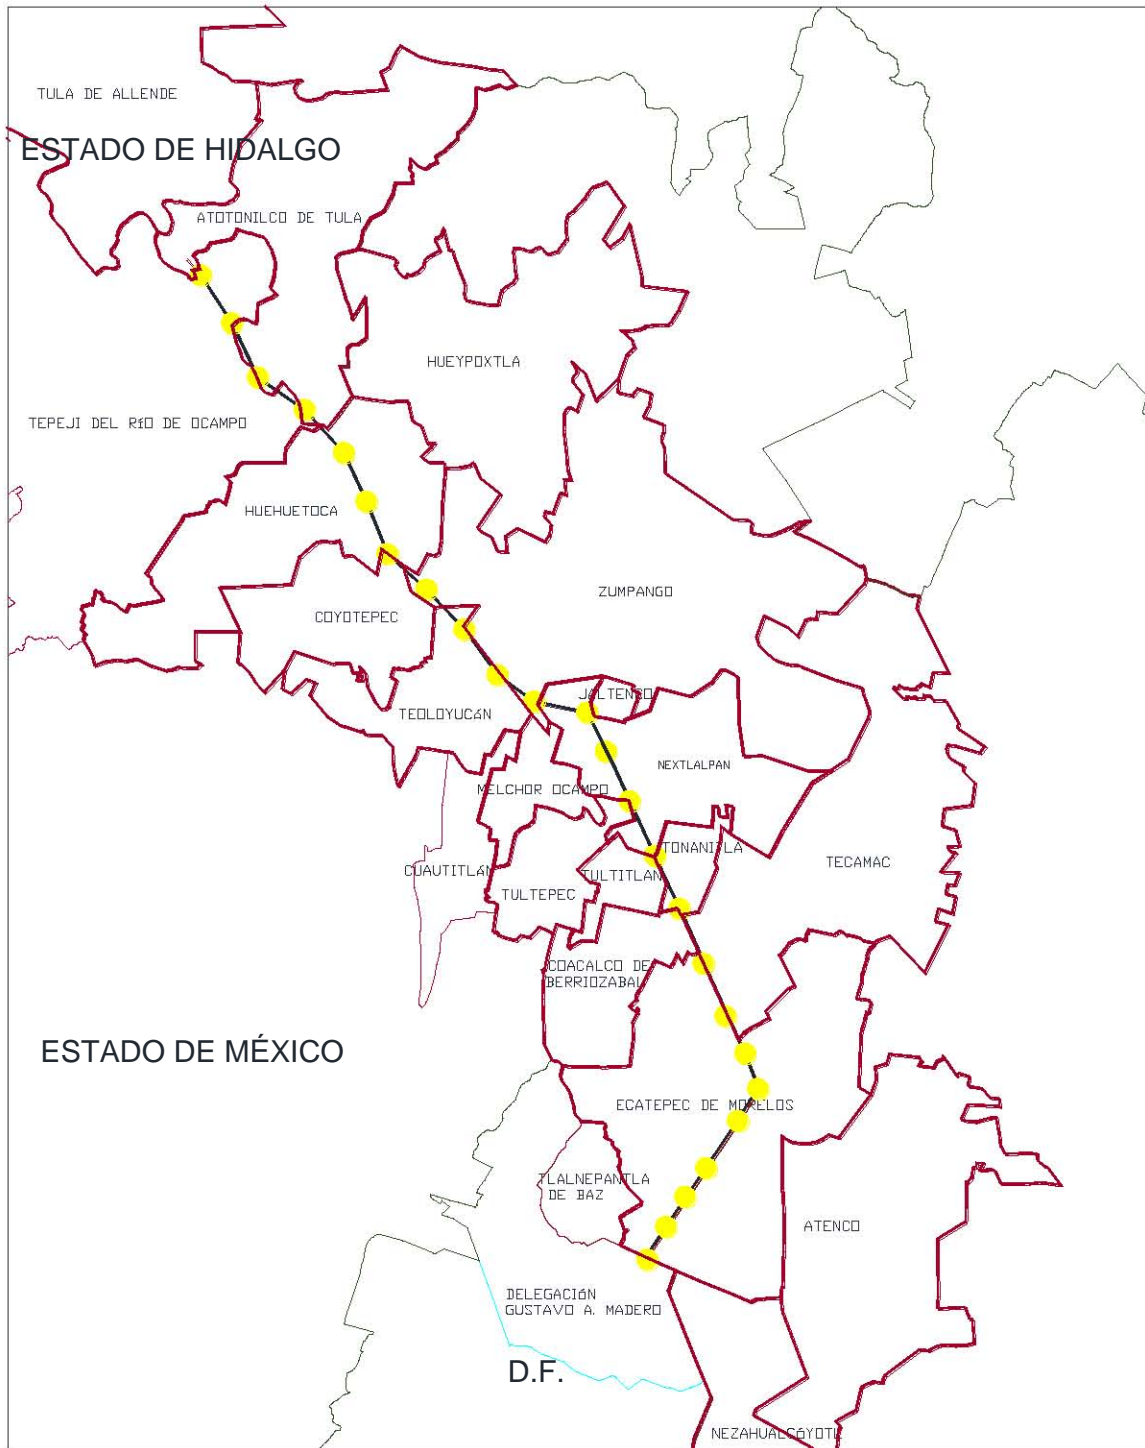 TULA DE ALLENDE
ESTADO DE HIDALGO
ATOTONILCO DE TULA
HUEYPOXTLA
TEPEJI DEL RíO DE OCAMPO
HUEHUETOCA
ZUMPANGO
COYOTEPEC
JALTENCO
TEOLOYUCáN
NEXTLALPAN
MELCHOR OCAMPO
TONANITLA
TECAMAC
CUAUTITLáN
TULTITLAN
TULTEPEC
COACALCO DE
BERRIOZABAL
ESTADO DE MÉXICO
ECATEPEC DE MORELOS
TLALNEPANTLA
DE BAZ
ATENCO
DELEGACIóN
GUSTAVO A. MADERO
D.F.
NEZAHUALCóYOTL